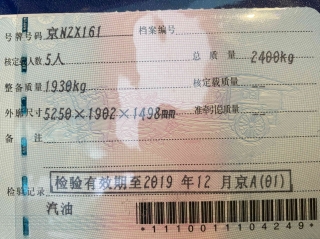 号牌号码 京NZX161 档案编号
核定载人数 5人 总质量 2400kg
整备质量 1930kg 核定载质量
外廓尺寸 5250×1902×1498mm 准牵引总质量
备注
检验有效期至2019年12月京A(01)
检验记录
汽油
*1110011104249*